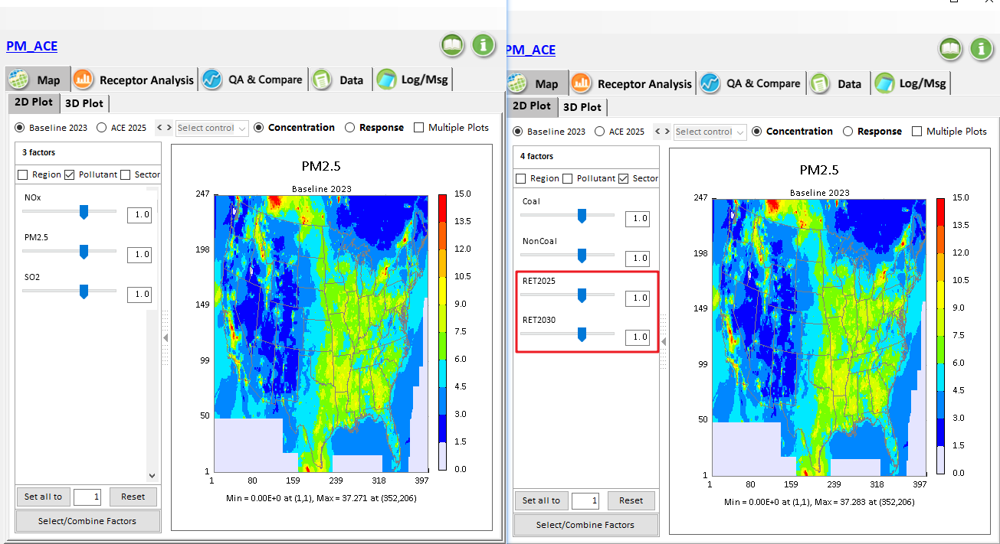 PM_ACE
Map Receptor Analysis QA & Compare Data Log/Msg
2D Plot 3D Plot
Baseline 2023 ACE 2025 < > Select control Concentration Response Multiple Plots
3 factors
Region Pollutant Sector
NOx
1.0
PM2.5
1.0
SO2
1.0
Set all to 1 Reset
Select/Combine Factors
PM2.5
Baseline 2023
247
198
149
99
50
1
1 80 159 239 318 397
15.0
13.5
12.0
10.5
9.0
7.5
6.0
4.5
3.0
1.5
0.0
Min = 0.00E+0 at (1,1), Max = 37.271 at (352,206)
PM_ACE
Map Receptor Analysis QA & Compare Data Log/Msg
2D Plot 3D Plot
Baseline 2023 ACE 2025 < > Select control Concentration Response Multiple Plots
4 factors
Region Pollutant Sector
Coal
1.0
NonCoal
1.0
RET2025
1.0
RET2030
1.0
Set all to 1 Reset
Select/Combine Factors
PM2.5
Baseline 2023
247
198
149
99
50
1
1 80 159 239 318 397
15.0
13.5
12.0
10.5
9.0
7.5
6.0
4.5
3.0
1.5
0.0
Min = 0.00E+0 at (1,1), Max = 37.283 at (352,206)